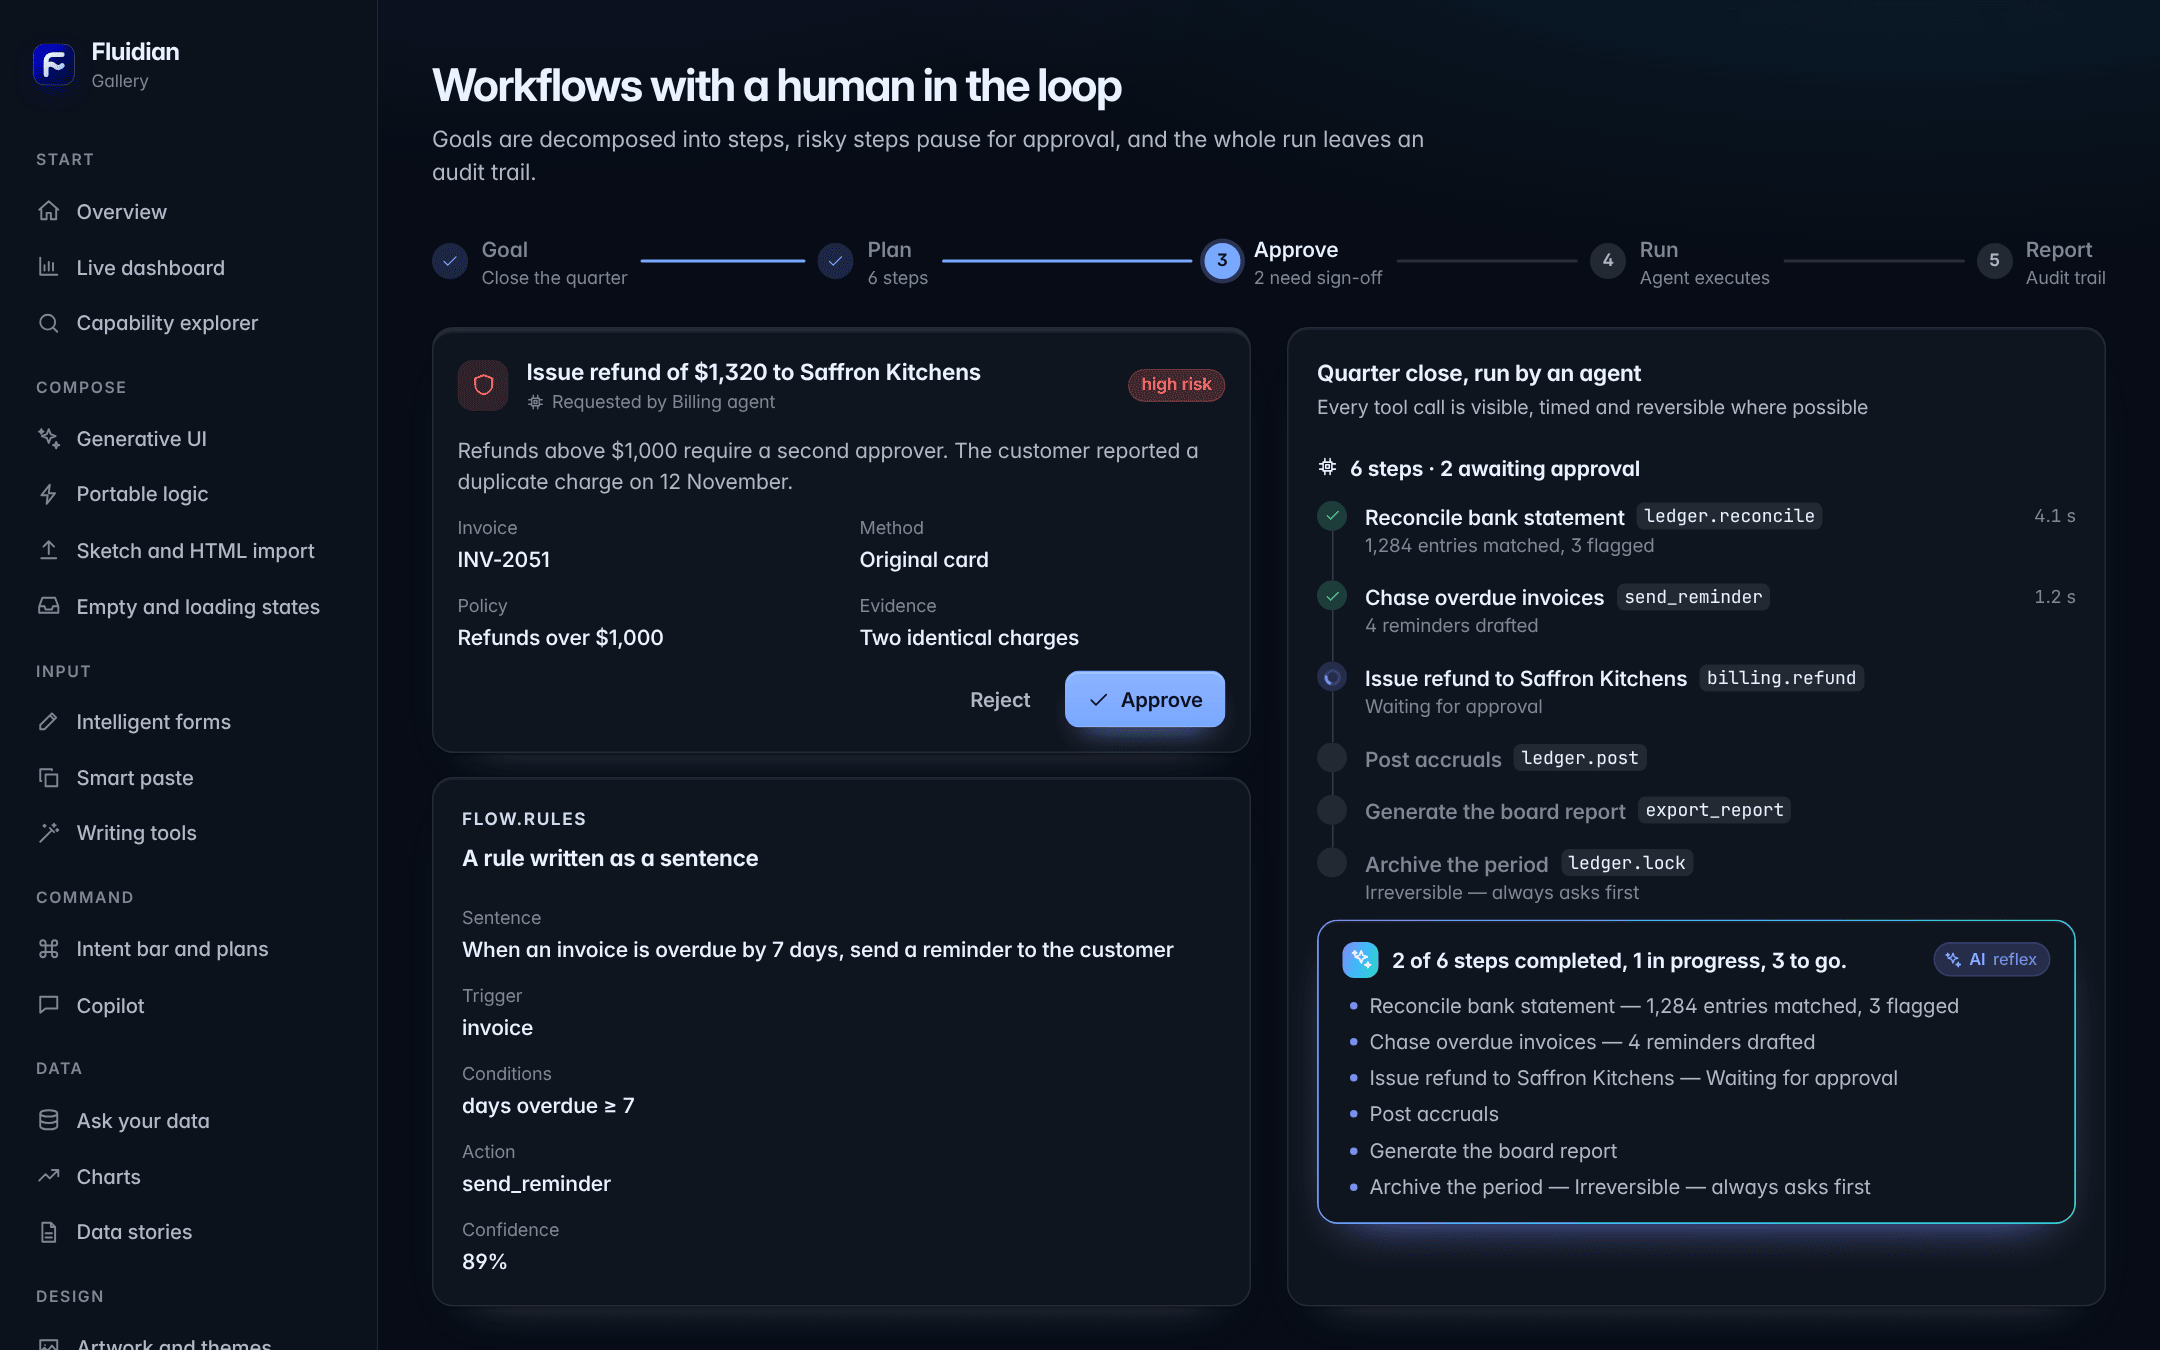 Fluidian
Gallery
START
Overview
Live dashboard
Capability explorer
COMPOSE
Generative UI
Portable logic
Sketch and HTML import
Empty and loading states
INPUT
Intelligent forms
Smart paste
Writing tools
COMMAND
Intent bar and plans
Copilot
DATA
Ask your data
Charts
Data stories
DESIGN
Artwork and themes
Workflows with a human in the loop
Goals are decomposed into steps, risky steps pause for approval, and the whole run leaves an
audit trail.
Goal
Close the quarter
Plan
6 steps
3
Approve
2 need sign-off
4
Run
Agent executes
5
Report
Audit trail
Issue refund of $1,320 to Saffron Kitchens
Requested by Billing agent
high risk
Refunds above $1,000 require a second approver. The customer reported a
duplicate charge on 12 November.
Invoice
INV-2051
Method
Original card
Policy
Refunds over $1,000
Evidence
Two identical charges
Reject
Approve
FLOW.RULES
A rule written as a sentence
Sentence
When an invoice is overdue by 7 days, send a reminder to the customer
Trigger
invoice
Conditions
days overdue ≥ 7
Action
send_reminder
Confidence
89%
Quarter close, run by an agent
Every tool call is visible, timed and reversible where possible
6 steps · 2 awaiting approval
Reconcile bank statement ledger.reconcile 4.1 s
1,284 entries matched, 3 flagged
Chase overdue invoices send_reminder 1.2 s
4 reminders drafted
Issue refund to Saffron Kitchens billing.refund
Waiting for approval
Post accruals ledger.post
Generate the board report export_report
Archive the period ledger.lock
Irreversible — always asks first
2 of 6 steps completed, 1 in progress, 3 to go.
AI reflex
Reconcile bank statement — 1,284 entries matched, 3 flagged
Chase overdue invoices — 4 reminders drafted
Issue refund to Saffron Kitchens — Waiting for approval
Post accruals
Generate the board report
Archive the period — Irreversible — always asks first